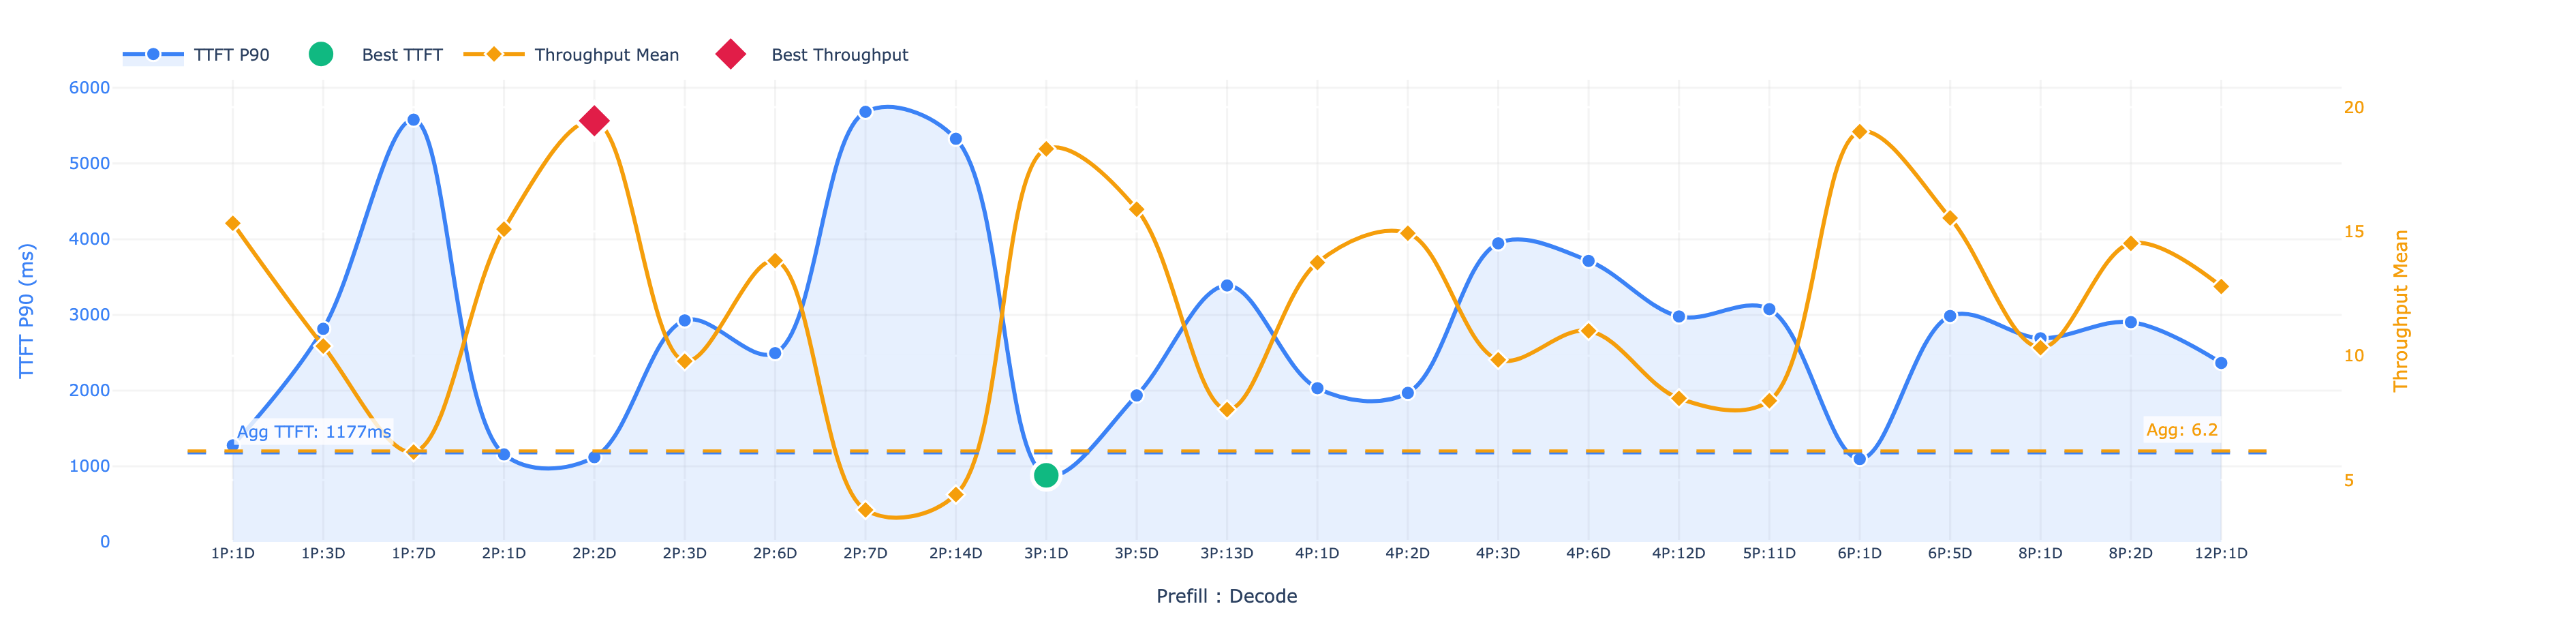 TTFT P90 Best TTFT Throughput Mean Best Throughput
6000
5000
4000
3000
2000
1000
0
TTFT P90 (ms)
20
15
10
5
Throughput Mean
Agg TTFT: 1177ms
Agg: 6.2
1P:1D 1P:3D 1P:7D 2P:1D 2P:2D 2P:3D 2P:6D 2P:7D 2P:14D 3P:1D 3P:5D 3P:13D 4P:1D 4P:2D 4P:3D 4P:6D 4P:12D 5P:11D 6P:1D 6P:5D 8P:1D 8P:2D 12P:1D
Prefill : Decode